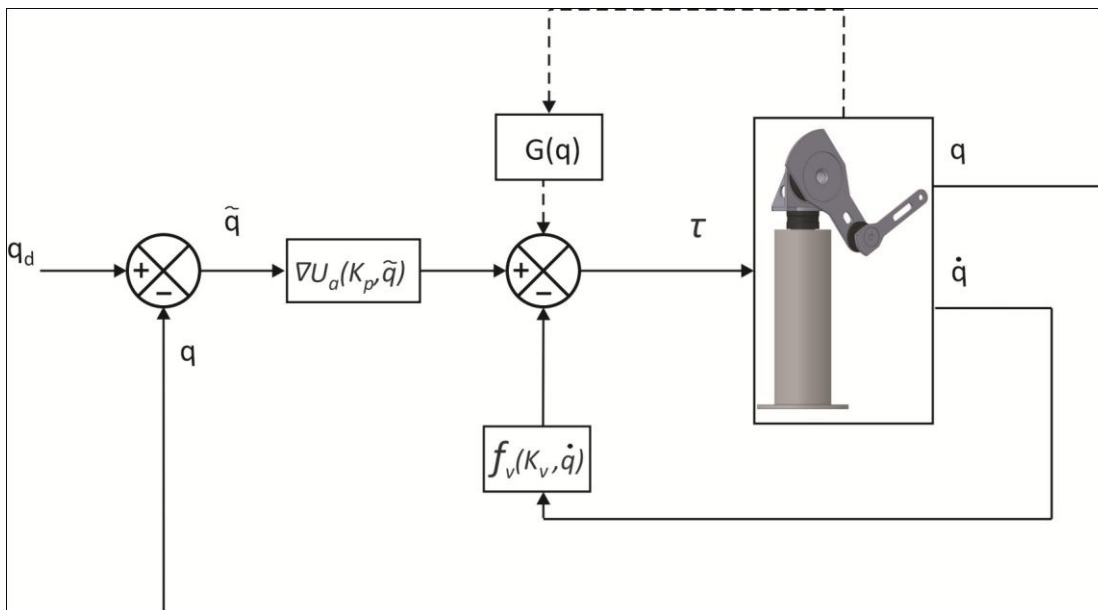 G(q)
q
q̃
τ
q_d
+
∇U_a(K_p,q̃)
+
q̇
−
−
q
f_v(K_v,q̇)